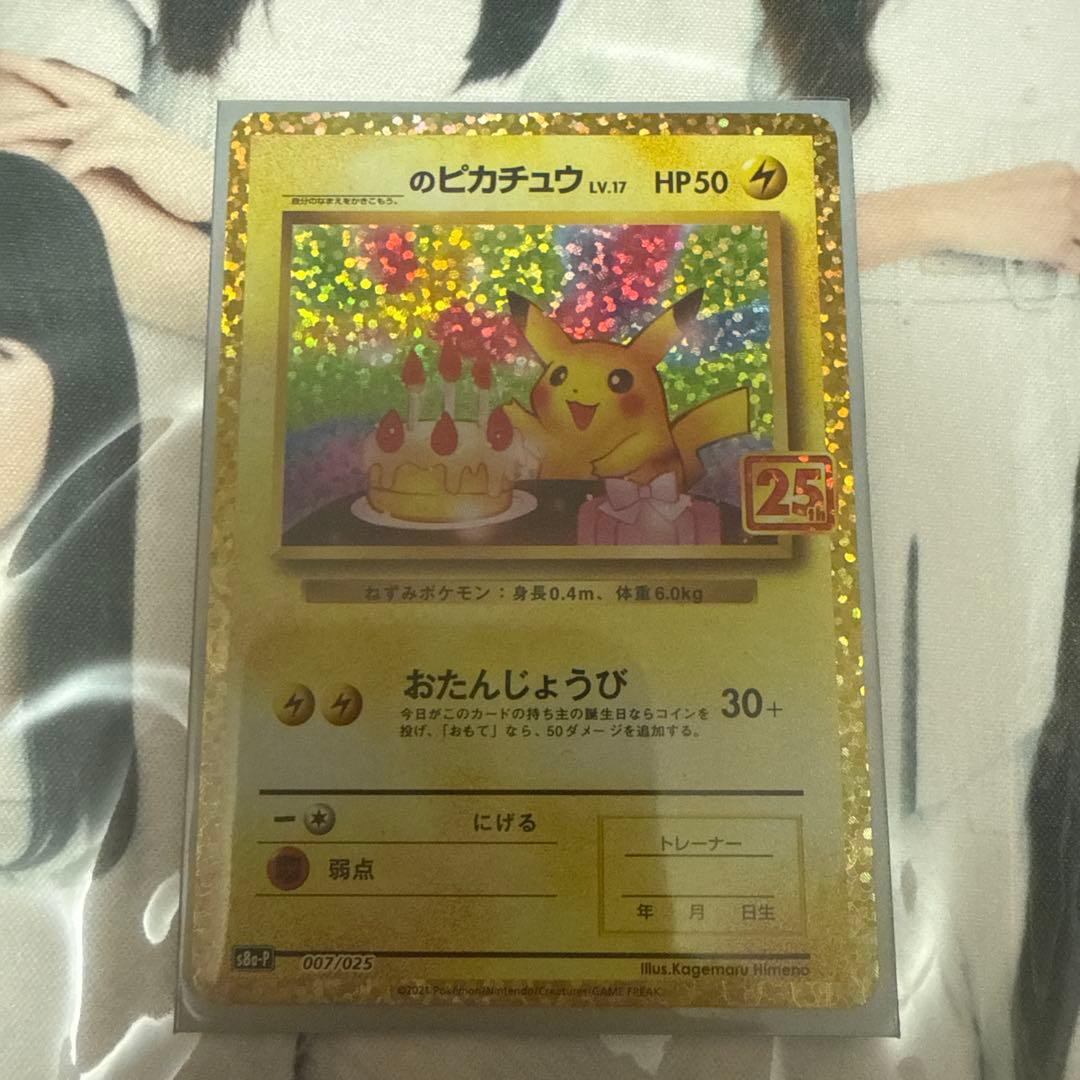 のピカチュウ LV.17 HP50
自分のなまえをかきこもう。
25th
ねずみポケモン：身長0.4m、体重6.0kg
おたんじょうび 30+
今日がこのカードの持ち主の誕生日ならコインを
投げ、「おもて」なら、50ダメージを追加する。
にげる
弱点
トレーナー
年 月 日生
s8a-P 007/025
Illus.Kagemaru Himeno
©2021 Pokémon/Nintendo/Creatures/GAME FREAK.